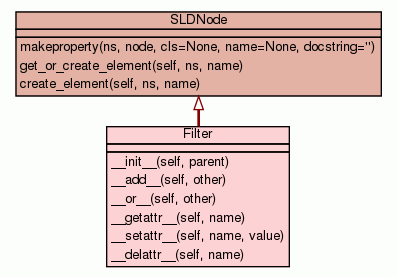 SLDNode
makeproperty(ns, node, cls=None, name=None, docstring='')
get_or_create_element(self, ns, name)
create_element(self, ns, name)
Filter
__init__(self, parent)
__add__(self, other)
__or__(self, other)
__getattr__(self, name)
__setattr__(self, name, value)
__delattr__(self, name)